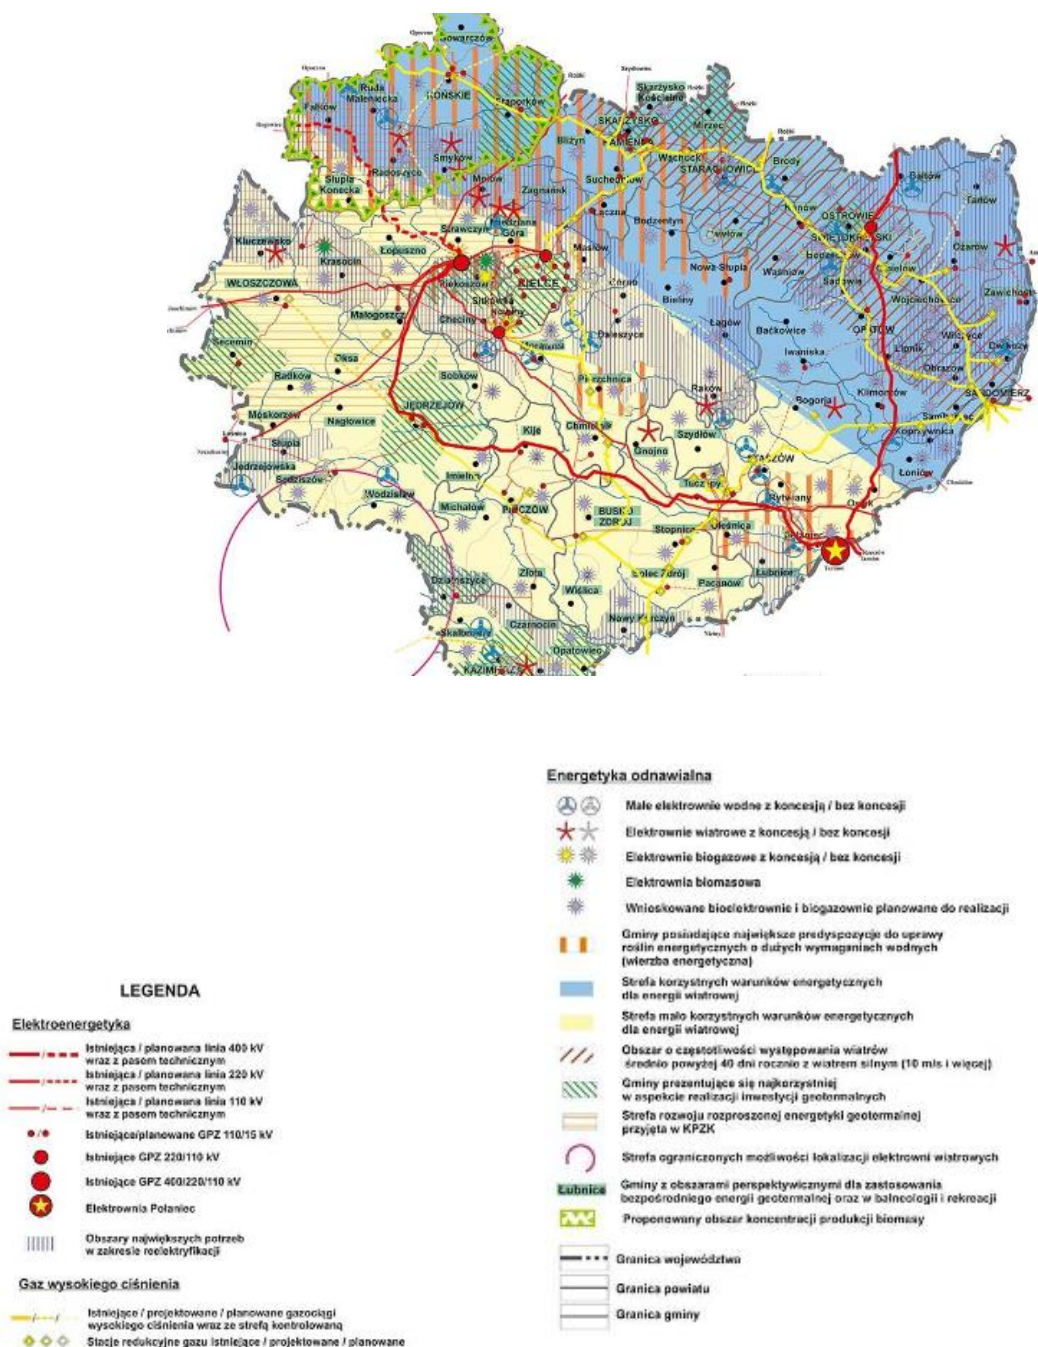 Gowarczów
Ruda
Maleniecka
KOŃSKIE
Fałków
Stąporków
Skarżysko
Kościelne
SKARŻYSKO
KAMIENNA
Mirzec
Bliżyn
Smyków
Radoszyce
Słupia
Konecka
Mniów
Zagnańsk
Suchedniów
Wąchock
STARACHOWICE
Brody
Kunów
Bałtów
Tarłów
OSTROWIEC
ŚWIĘTOKRZYSKI
Bodzechów
Ożarów
Łączna
Bodzentyn
Pawłów
Strawczyn
Miedziana
Góra
Masłów
Kluczewsko
Krasocin
Łopuszno
Piekoszów
KIELCE
Górno
Nowa Słupia
Waśniów
Sadowie
Ćmielów
Wojciechowice
Zawichost
WŁOSZCZOWA
Małogoszcz
Chęciny
Sitkówka
Nowiny
Morawica
Daleszyce
Bieliny
Łagów
Baćkowice
Iwaniska
OPATÓW
Lipnik
Wilczyce
Dwikozy
Obrazów
SANDOMIERZ
Secemin
Oksa
Radków
Sobków
Pierzchnica
Raków
Bogoria
Klimontów
Samborzec
Koprzywnica
Moskorzew
Nagłowice
JĘDRZEJÓW
Kije
Chmielnik
Gnojno
Szydłów
STASZÓW
Łoniów
Słupia
Jędrzejowska
Sędziszów
Imielno
Wodzisław
Michałów
PIŃCZÓW
BUSKO
ZDRÓJ
Tuczępy
Rytwiany
Osiek
Stopnica
Oleśnica
Połaniec
Łubnice
Działoszyce
Złota
Wiślica
Solec Zdrój
Pacanów
Czarnocin
Nowy Korczyn
Skalbmierz
Opatowiec
KAZIMIERZA
LEGENDA
Elektroenergetyka
Istniejąca / planowana linia 400 kV
wraz z pasem technicznym
Istniejąca / planowana linia 220 kV
wraz z pasem technicznym
Istniejąca / planowana linia 110 kV
wraz z pasem technicznym
Istniejące/planowane GPZ 110/15 kV
Istniejące GPZ 220/110 kV
Istniejące GPZ 400/220/110 kV
Elektrownia Połaniec
Obszary największych potrzeb
w zakresie reelektryfikacji
Gaz wysokiego ciśnienia
Istniejące / projektowane / planowane gazociągi
wysokiego ciśnienia wraz ze strefą kontrolowaną
Stacje redukcyjne gazu istniejące / projektowane / planowane
Energetyka odnawialna
Małe elektrownie wodne z koncesją / bez koncesji
Elektrownie wiatrowe z koncesją / bez koncesji
Elektrownie biogazowe z koncesją / bez koncesji
Elektrownia biomasowa
Wnioskowane bioelektrownie i biogazownie planowane do realizacji
Gminy posiadające największe predyspozycje do uprawy
roślin energetycznych o dużych wymaganiach wodnych
(wierzba energetyczna)
Strefa korzystnych warunków energetycznych
dla energii wiatrowej
Strefa mało korzystnych warunków energetycznych
dla energii wiatrowej
Obszar o częstotliwości występowania wiatrów
średnio powyżej 40 dni rocznie z wiatrem silnym (10 m/s i więcej)
Gminy prezentujące się najkorzystniej
w aspekcie realizacji inwestycji geotermalnych
Strefa rozwoju rozproszonej energetyki geotermalnej
przyjęta w KPZK
Strefa ograniczonych możliwości lokalizacji elektrowni wiatrowych
Łubnice
Gminy z obszarami perspektywicznymi dla zastosowania
bezpośredniego energii geotermalnej oraz w balneologii i rekreacji
Proponowany obszar koncentracji produkcji biomasy
Granica województwa
Granica powiatu
Granica gminy